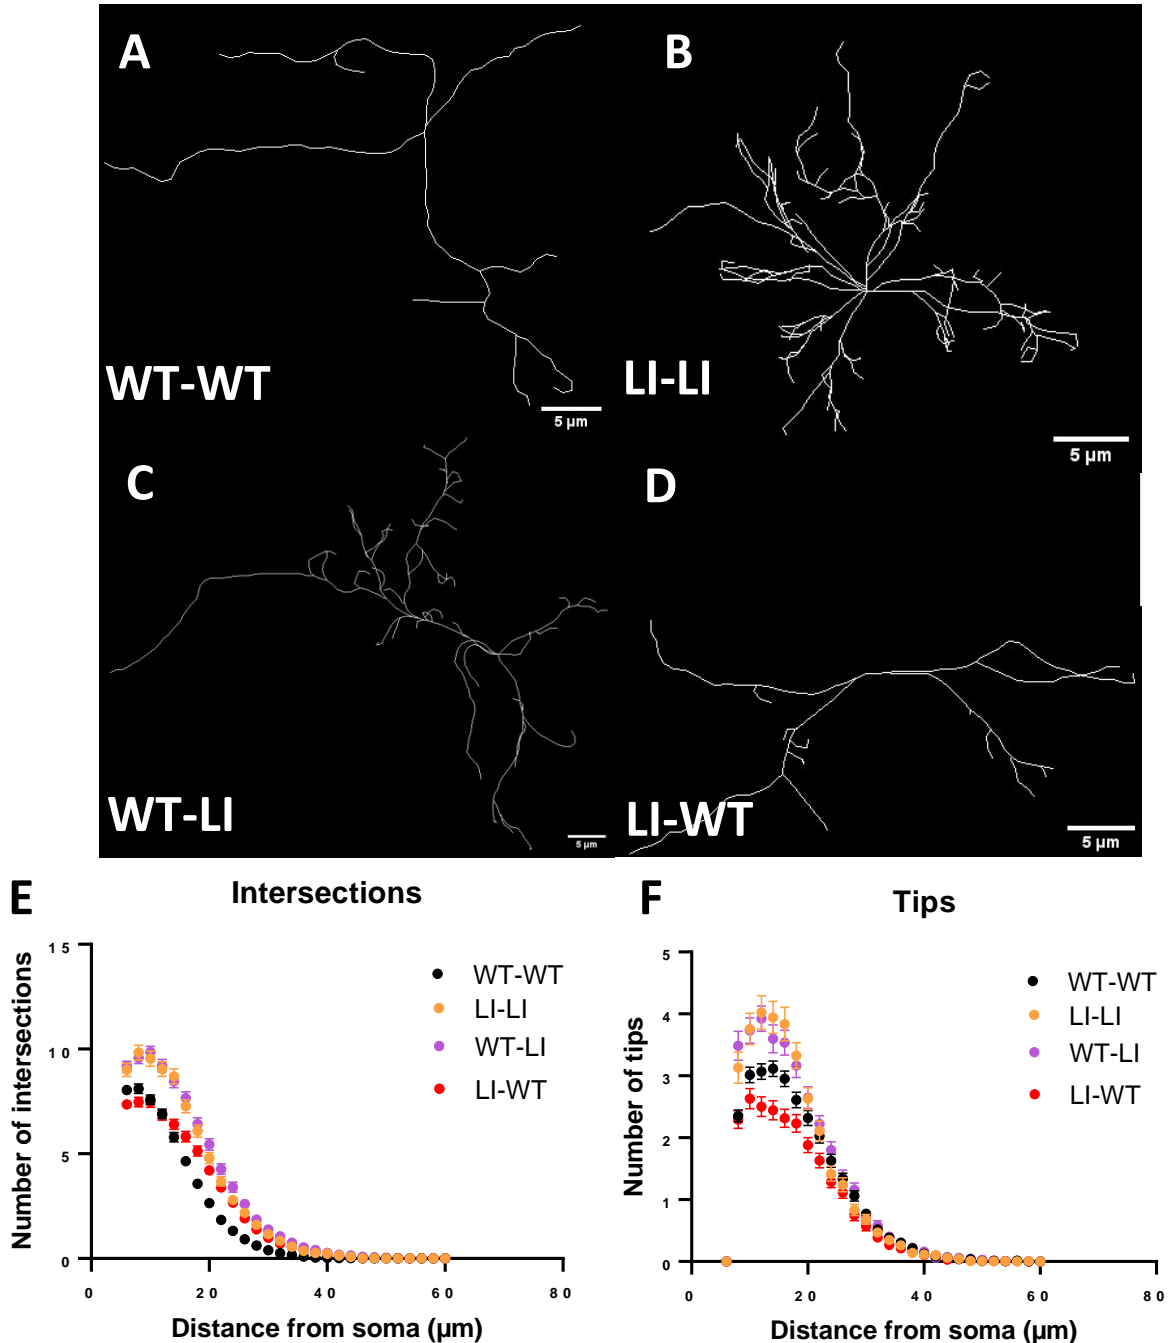 A
B
WT-WT
5 µm
LI-LI
5 µm
C
D
WT-LI
5 µm
LI-WT
5 µm
E
Intersections
Number of intersections
15
10
5
0
0 20 40 60 80
Distance from soma (µm)
WT-WT
LI-LI
WT-LI
LI-WT
F
Tips
Number of tips
5
4
3
2
1
0
0 20 40 60 80
Distance from soma (µm)
WT-WT
LI-LI
WT-LI
LI-WT